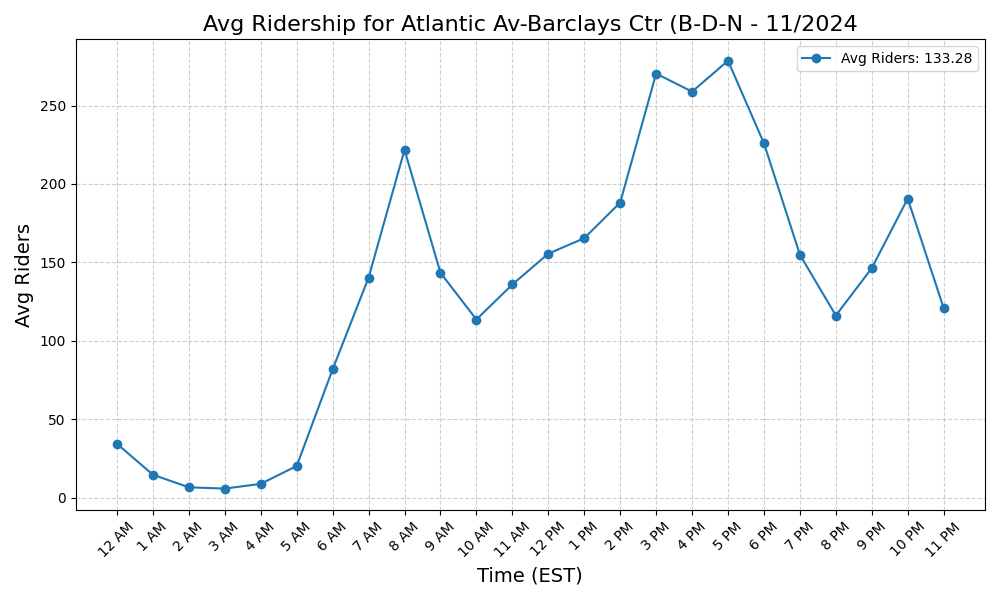 Avg Ridership for Atlantic Av-Barclays Ctr (B-D-N - 11/2024
Avg Riders: 133.28
Avg Riders
250
200
150
100
50
0
12 AM
1 AM
2 AM
3 AM
4 AM
5 AM
6 AM
7 AM
8 AM
9 AM
10 AM
11 AM
12 PM
1 PM
2 PM
3 PM
4 PM
5 PM
6 PM
7 PM
8 PM
9 PM
10 PM
11 PM
Time (EST)